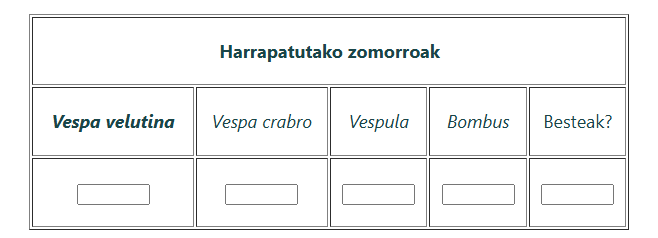 Harrapatutako zomorroak
Vespa velutina Vespa crabro Vespula Bombus Besteak?